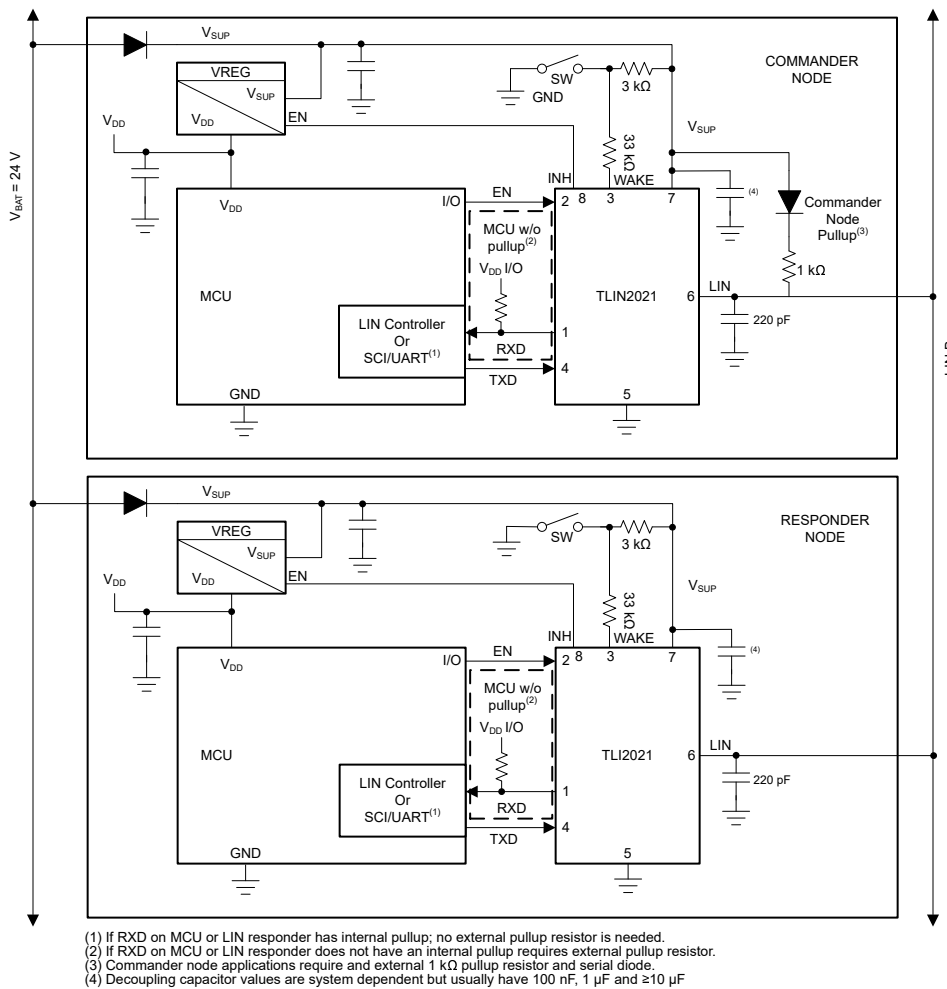 V_BAT = 24 V
V_SUP
COMMANDER
NODE
VREG
V_SUP
V_DD
EN
V_DD
SW
GND
3 kΩ
33 kΩ
V_SUP
INH
WAKE
8
3
7
(4)
Commander
Node
Pullup(3)
1 kΩ
V_DD
I/O
EN
2
MCU w/o
pullup(2)
V_DD I/O
MCU
TLIN2021
6
LIN
220 pF
LIN Controller
Or
SCI/UART(1)
1
RXD
4
TXD
GND
5
V_SUP
RESPONDER
NODE
VREG
V_SUP
V_DD
EN
V_DD
SW
3 kΩ
33 kΩ
V_SUP
INH
WAKE
8
3
7
(4)
V_DD
I/O
EN
2
MCU w/o
pullup(2)
V_DD I/O
MCU
TLI2021
6
LIN
220 pF
LIN Controller
Or
SCI/UART(1)
1
RXD
4
TXD
GND
5
(1) If RXD on MCU or LIN responder has internal pullup; no external pullup resistor is needed.
(2) If RXD on MCU or LIN responder does not have an internal pullup requires external pullup resistor.
(3) Commander node applications require and external 1 kΩ pullup resistor and serial diode.
(4) Decoupling capacitor values are system dependent but usually have 100 nF, 1 µF and ≥10 µF